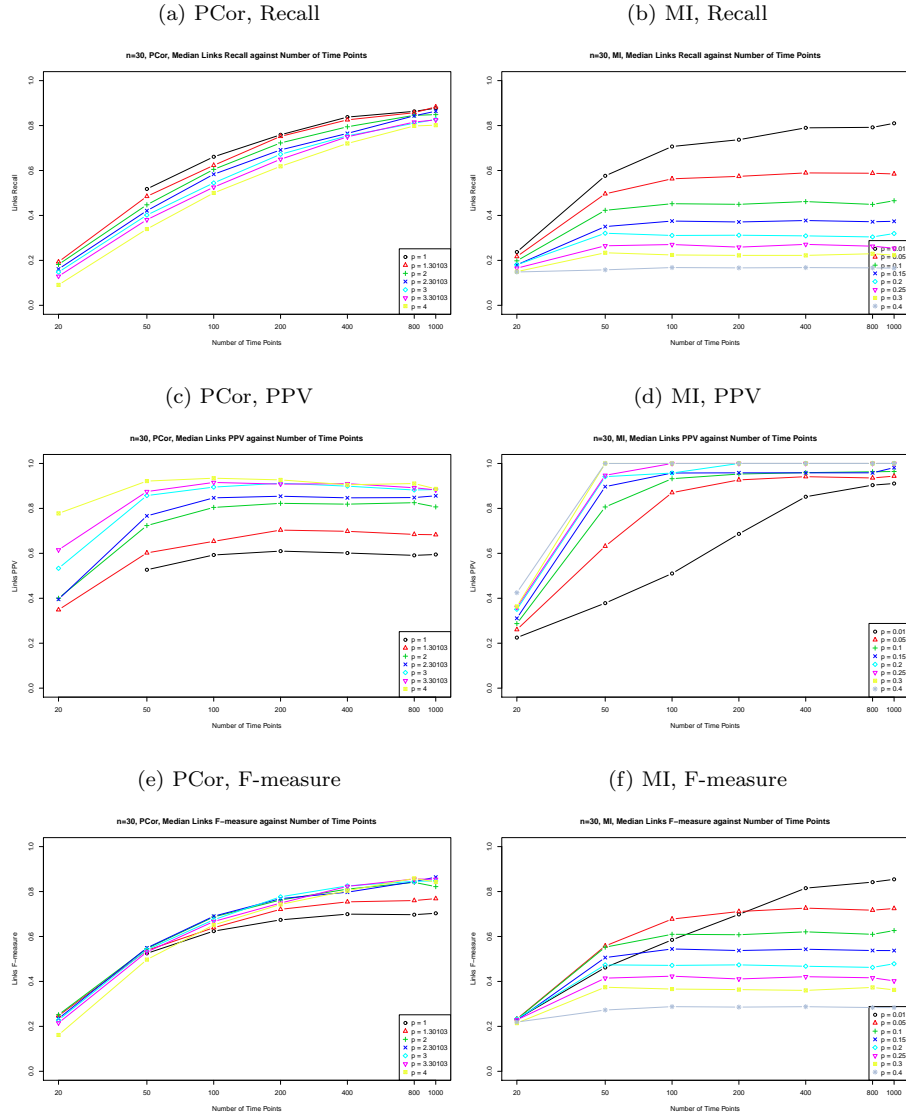 (a) PCor, Recall
n=30, PCor, Median Links Recall against Number of Time Points
Links Recall
0.0
0.2
0.4
0.6
0.8
1.0
p = 1
p = 1.30103
p = 2
p = 2.30103
p = 3
p = 3.30103
p = 4
20 50 100 200 400 800 1000
Number of Time Points
(b) MI, Recall
n=30, MI, Median Links Recall against Number of Time Points
Links Recall
0.0
0.2
0.4
0.6
0.8
1.0
p = 0.01
p = 0.05
p = 0.1
p = 0.15
p = 0.2
p = 0.25
p = 0.3
p = 0.4
20 50 100 200 400 800 1000
Number of Time Points
(c) PCor, PPV
n=30, PCor, Median Links PPV against Number of Time Points
Links PPV
0.0
0.2
0.4
0.6
0.8
1.0
p = 1
p = 1.30103
p = 2
p = 2.30103
p = 3
p = 3.30103
p = 4
20 50 100 200 400 800 1000
Number of Time Points
(d) MI, PPV
n=30, MI, Median Links PPV against Number of Time Points
Links PPV
0.0
0.2
0.4
0.6
0.8
1.0
p = 0.01
p = 0.05
p = 0.1
p = 0.15
p = 0.2
p = 0.25
p = 0.3
p = 0.4
20 50 100 200 400 800 1000
Number of Time Points
(e) PCor, F-measure
n=30, PCor, Median Links F−measure against Number of Time Points
Links F−measure
0.0
0.2
0.4
0.6
0.8
1.0
p = 1
p = 1.30103
p = 2
p = 2.30103
p = 3
p = 3.30103
p = 4
20 50 100 200 400 800 1000
Number of Time Points
(f) MI, F-measure
n=30, MI, Median Links F−measure against Number of Time Points
Links F−measure
0.0
0.2
0.4
0.6
0.8
1.0
p = 0.01
p = 0.05
p = 0.1
p = 0.15
p = 0.2
p = 0.25
p = 0.3
p = 0.4
20 50 100 200 400 800 1000
Number of Time Points